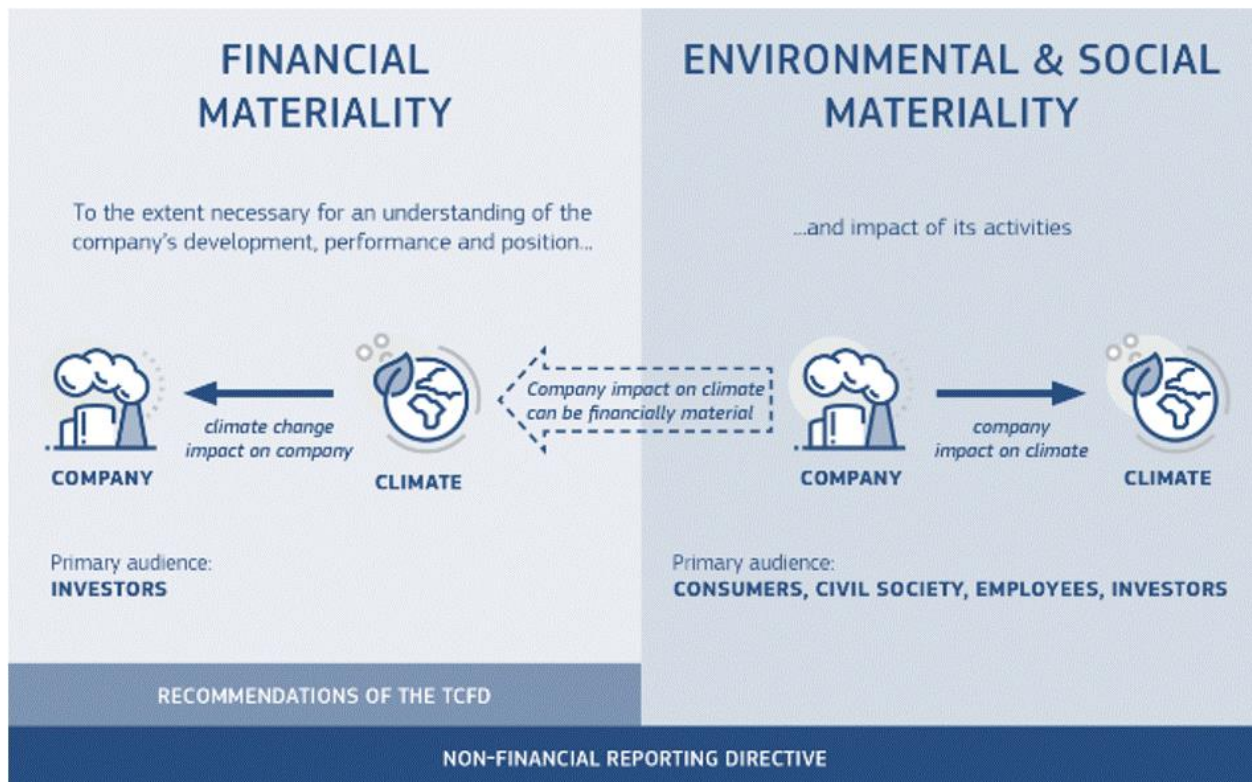 FINANCIAL
MATERIALITY
To the extent necessary for an understanding of the
company's development, performance and position...
climate change
impact on company
COMPANY
CLIMATE
Primary audience:
INVESTORS
RECOMMENDATIONS OF THE TCFD
Company impact on climate
can be financially material
ENVIRONMENTAL & SOCIAL
MATERIALITY
...and impact of its activities
company
impact on climate
COMPANY
CLIMATE
Primary audience:
CONSUMERS, CIVIL SOCIETY, EMPLOYEES, INVESTORS
NON-FINANCIAL REPORTING DIRECTIVE